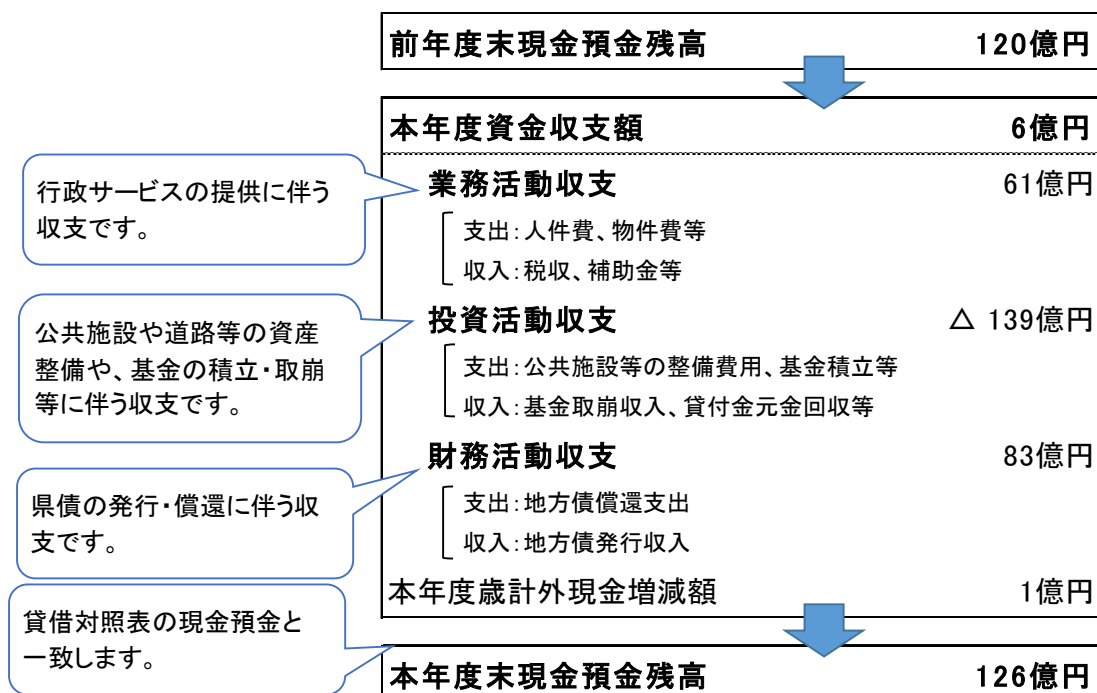 前年度末現金預金残高 120億円
本年度資金収支額 6億円
行政サービスの提供に伴う
収支です。
業務活動収支 61億円
支出：人件費、物件費等
収入：税収、補助金等
公共施設や道路等の資産
整備や、基金の積立・取崩
等に伴う収支です。
投資活動収支 △ 139億円
支出：公共施設等の整備費用、基金積立等
収入：基金取崩収入、貸付金元金回収等
県債の発行・償還に伴う収
支です。
財務活動収支 83億円
支出：地方債償還支出
収入：地方債発行収入
本年度歳計外現金増減額 1億円
貸借対照表の現金預金と
一致します。
本年度末現金預金残高 126億円